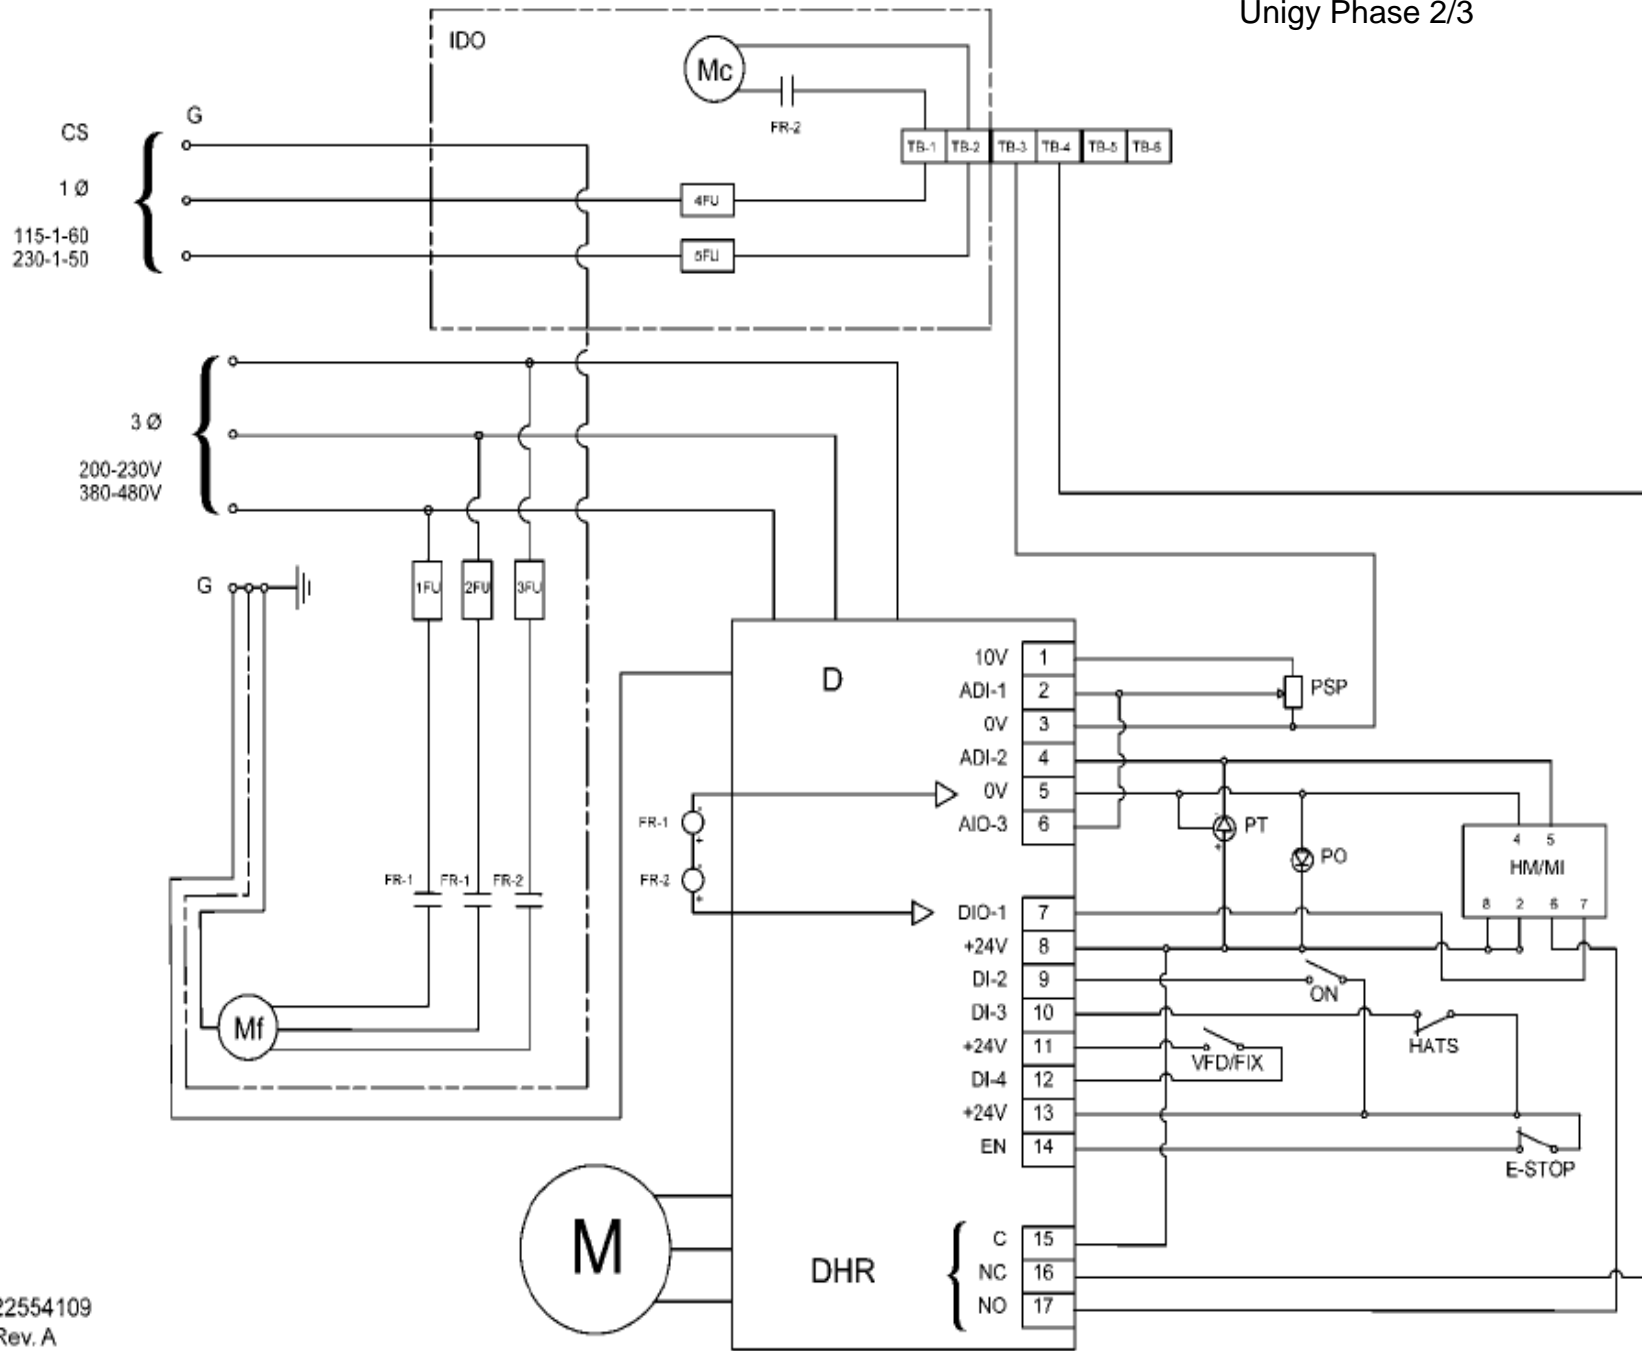 Unigy Phase 2/3
IDO
Mc
FR-2
TB-1 TB-2 TB-3 TB-4 TB-5 TB-6
G
CS
1 Ø
115-1-60
230-1-50
4FU
5FU
3 Ø
200-230V
380-480V
G
1FU 2FU 3FU
D
10V 1
ADI-1 2
0V 3
ADI-2 4
0V 5
AIO-3 6
PSP
FR-1
FR-2
PT
PO
4 5
HM/MI
8 2 6 7
FR-1 FR-1 FR-2
DIO-1 7
+24V 8
DI-2 9
DI-3 10
+24V 11
DI-4 12
+24V 13
EN 14
ON
HATS
VFD/FIX
E-STOP
Mf
M
DHR
C 15
NC 16
NO 17
22554109
Rev. A